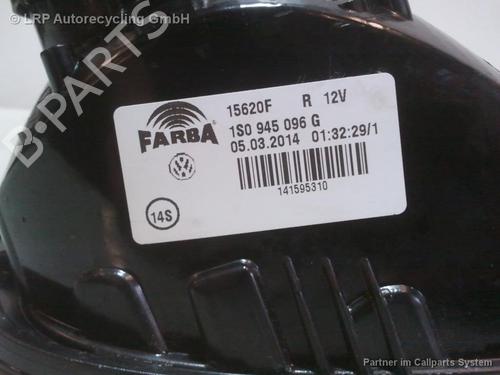 © LRP Autorecycling GmbH
B-PARTS
FARBA
15620F R 12V
1S0 945 096 G
05.03.2014 01:32:29/1
141595310
14S
Partner im Callparts System